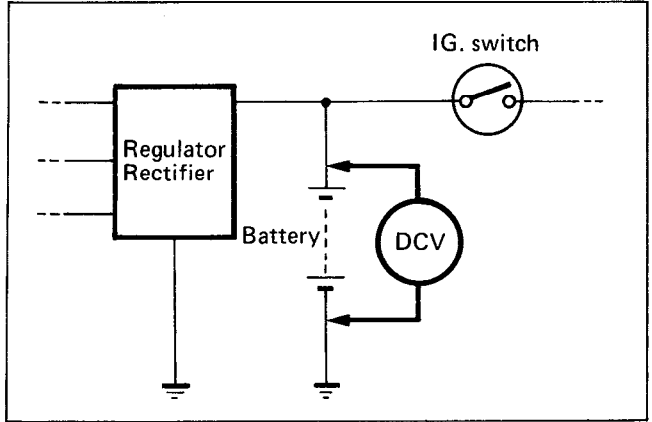 IG. switch
Regulator
Rectifier
Battery
DCV